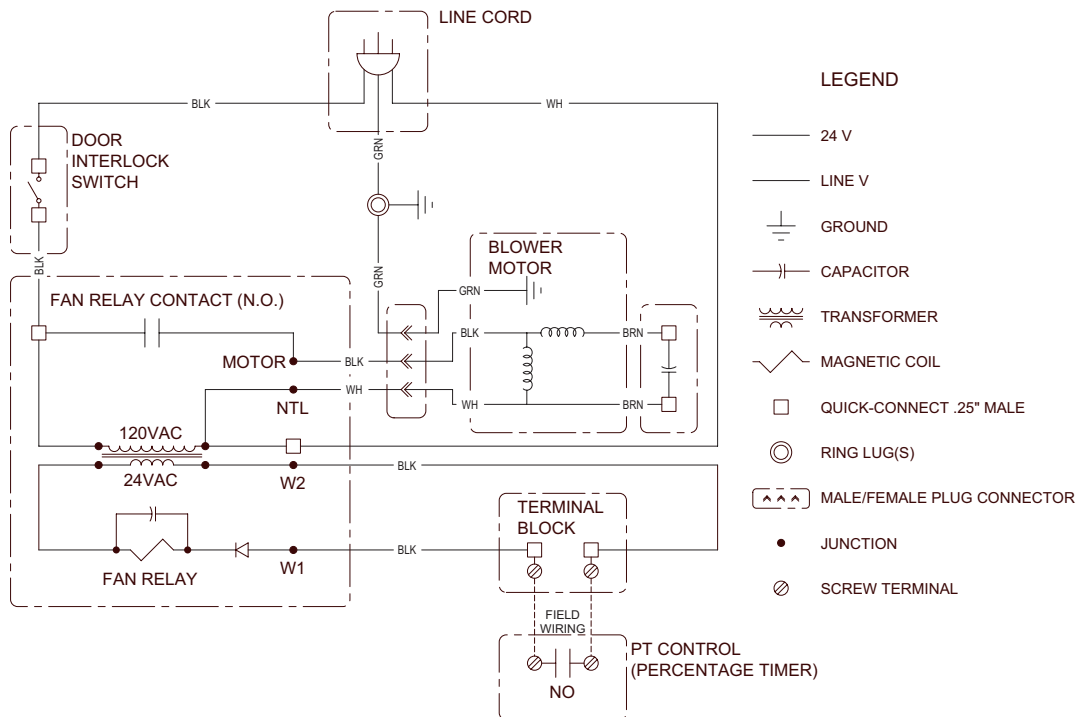 LINE CORD
BLK
WH
DOOR
INTERLOCK
SWITCH
GRN
BLK
GRN
BLOWER
MOTOR
GRN
FAN RELAY CONTACT (N.O.)
BLK
BRN
MOTOR
BLK
WH
NTL
WH
BRN
120VAC
24VAC
W2
BLK
TERMINAL
BLOCK
W1
BLK
FAN RELAY
FIELD
WIRING
PT CONTROL
(PERCENTAGE TIMER)
NO
LEGEND
24 V
LINE V
GROUND
CAPACITOR
TRANSFORMER
MAGNETIC COIL
QUICK-CONNECT .25" MALE
RING LUG(S)
MALE/FEMALE PLUG CONNECTOR
JUNCTION
SCREW TERMINAL